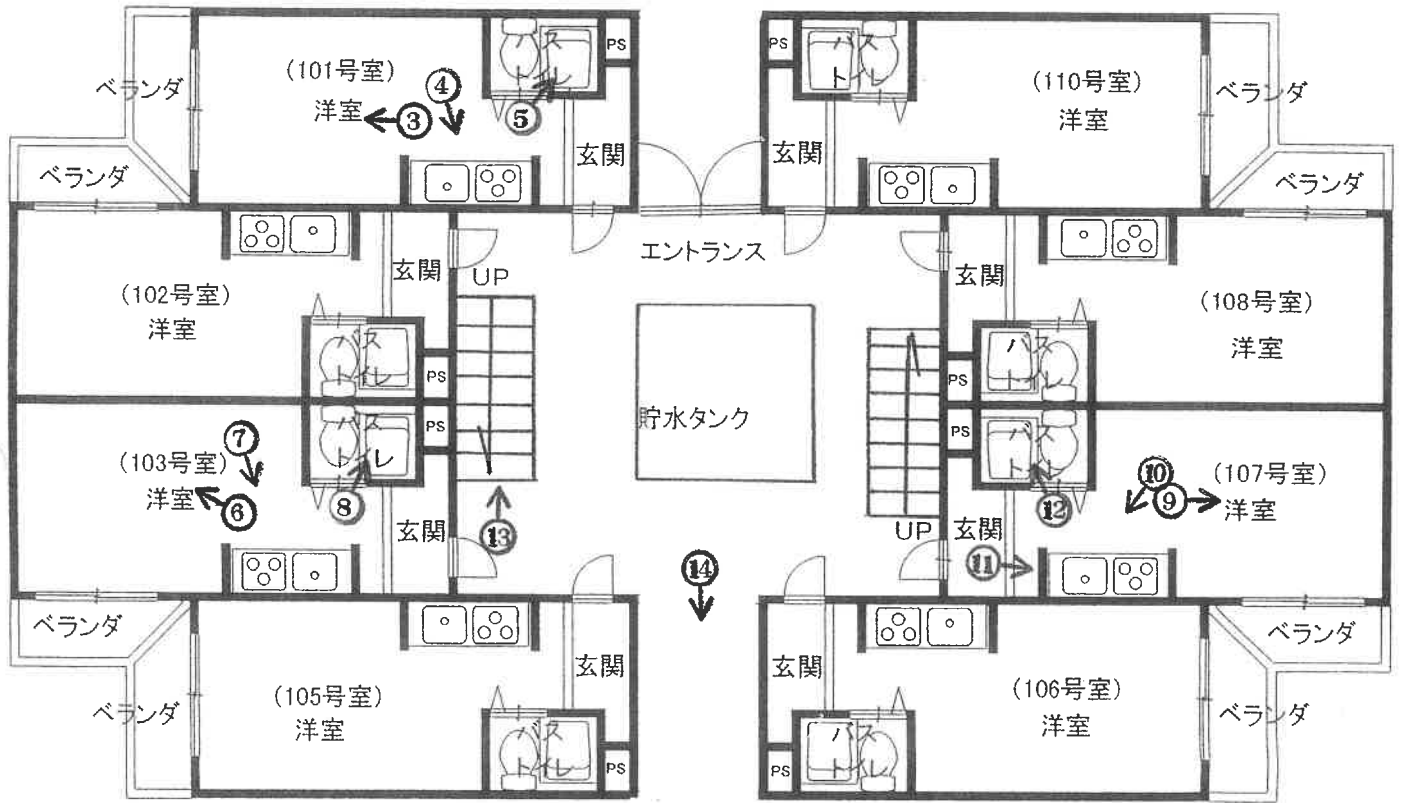 PS
バス
トイレ
(101号室)
洋室
④
③
⑤
玄関
ベランダ
ベランダ
PS
バス
トイレ
(110号室)
洋室
玄関
ベランダ
ベランダ
エントランス
(102号室)
洋室
玄関
UP
バス
トイレ
PS
玄関
(108号室)
洋室
バス
トイレ
PS
貯水タンク
(103号室)
洋室
⑦
⑥
⑧
バス
トイレ
PS
玄関
⑬
PS
バス
トイレ
(107号室)
洋室
⑩
⑨
⑫
⑪
玄関
UP
⑭
ベランダ
ベランダ
(105号室)
洋室
玄関
バス
トイレ
PS
玄関
(106号室)
洋室
バス
トイレ
PS
ベランダ
ベランダ